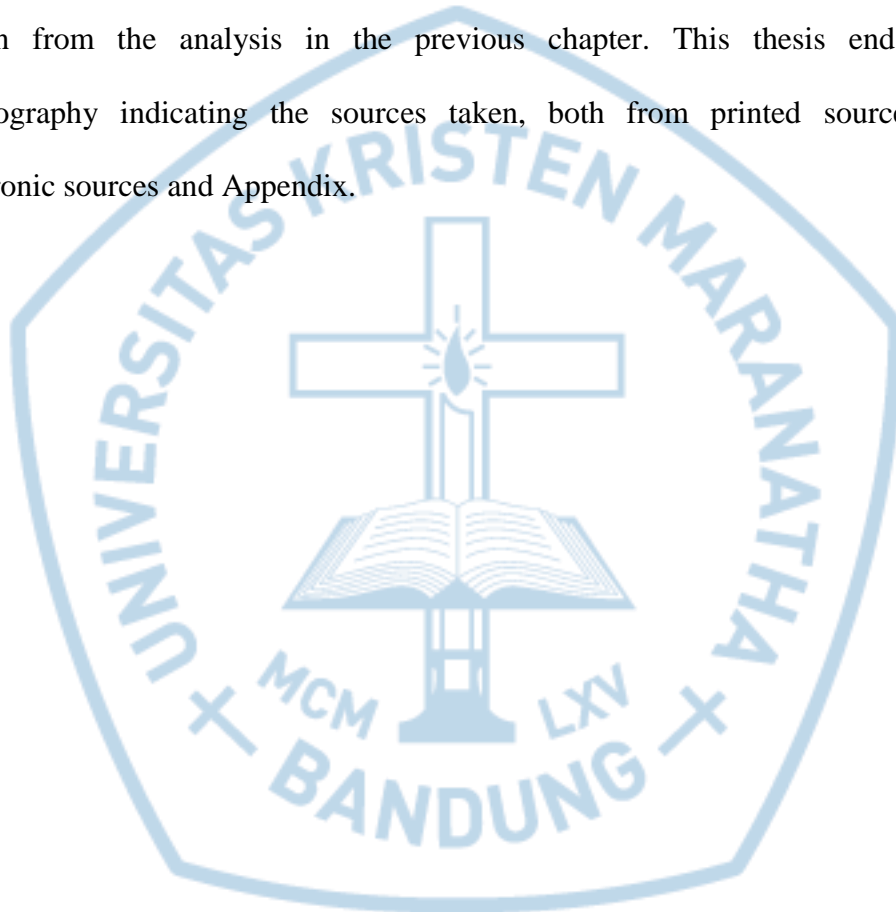 n from the analysis in the previous chapter. This thesis end
ography indicating the sources taken, both from printed source
ronic sources and Appendix.
UNIVERSITAS KRISTEN MARANATHA
MCM LXV
BANDUNG